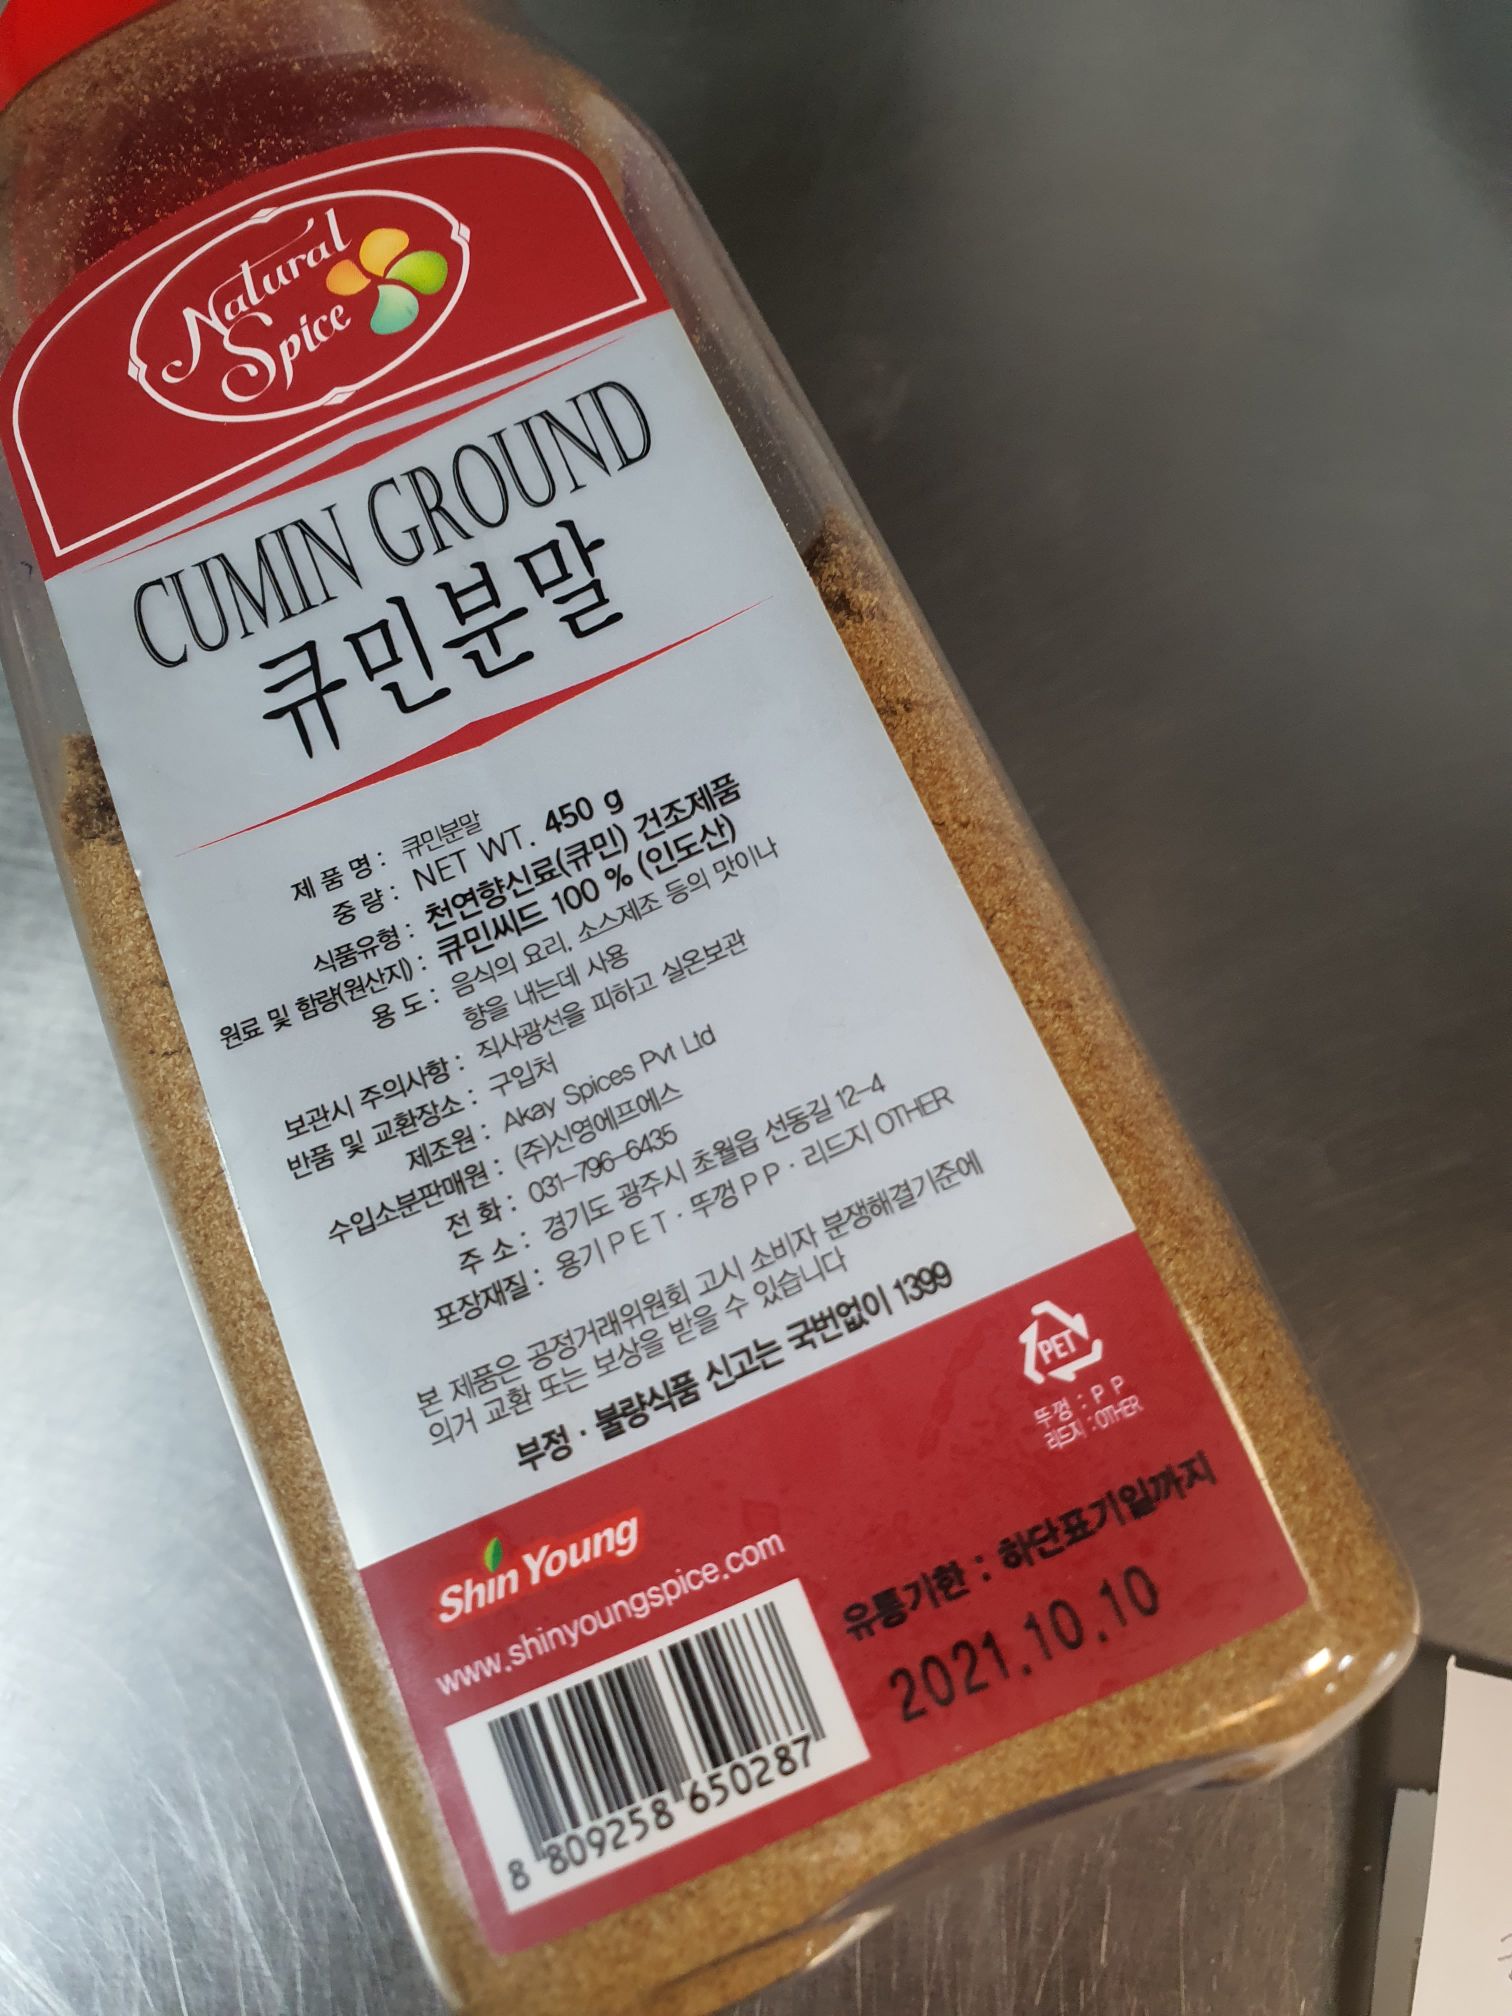 Natural
Spice
CUMIN GROUND
큐민분말
제 품 명 : 큐민분말
중 량 : NET WT. 450 g
식품유형 : 천연향신료(큐민) 건조제품
원료 및 함량(원산지) : 큐민씨드 100 % (인도산)
용 도 : 음식의 요리, 소스제조 등의 맛이나
향을 내는데 사용
보관시 주의사항 : 직사광선을 피하고 실온보관
반품 및 교환장소 : 구입처
제조원 : Akay Spices Pvt Ltd
수입소분판매원 : (주)신영에프에스
전 화 : 031-796-6435
주 소 : 경기도 광주시 초월읍 선동길 12-4
포장재질 : 용기 P E T · 뚜껑 P P · 리드지 OTHER
본 제품은 공정거래위원회 고시 소비자 분쟁해결기준에
의거 교환 또는 보상을 받을 수 있습니다
부정 · 불량식품 신고는 국번없이 1399
PET
뚜껑 : P P
리드지 : OTHER
Shin Young
www.shinyoungspice.com
유통기한 : 하단표기일까지
2021.10.10
8 809258 650287